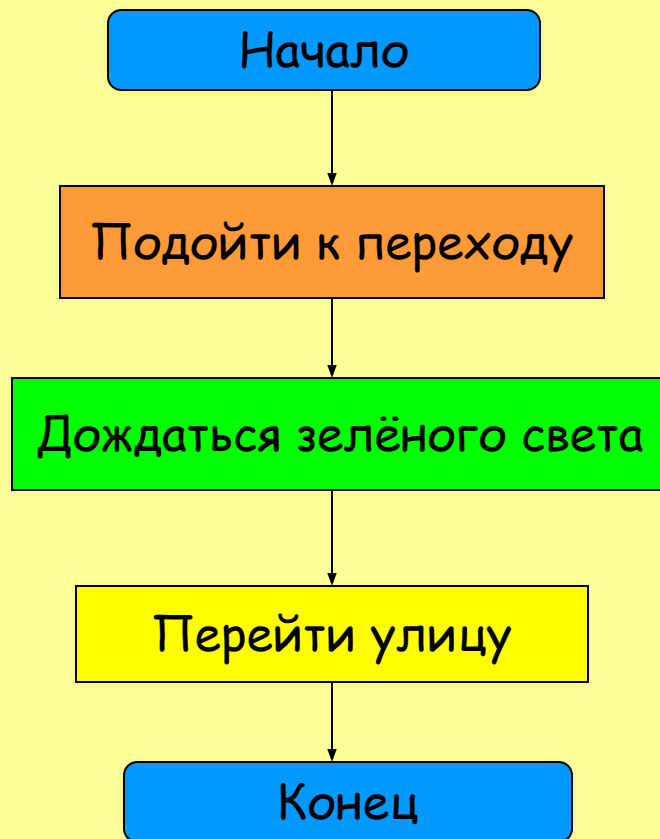 Начало
Подойти к переходу
Дождаться зелёного света
Перейти улицу
Конец